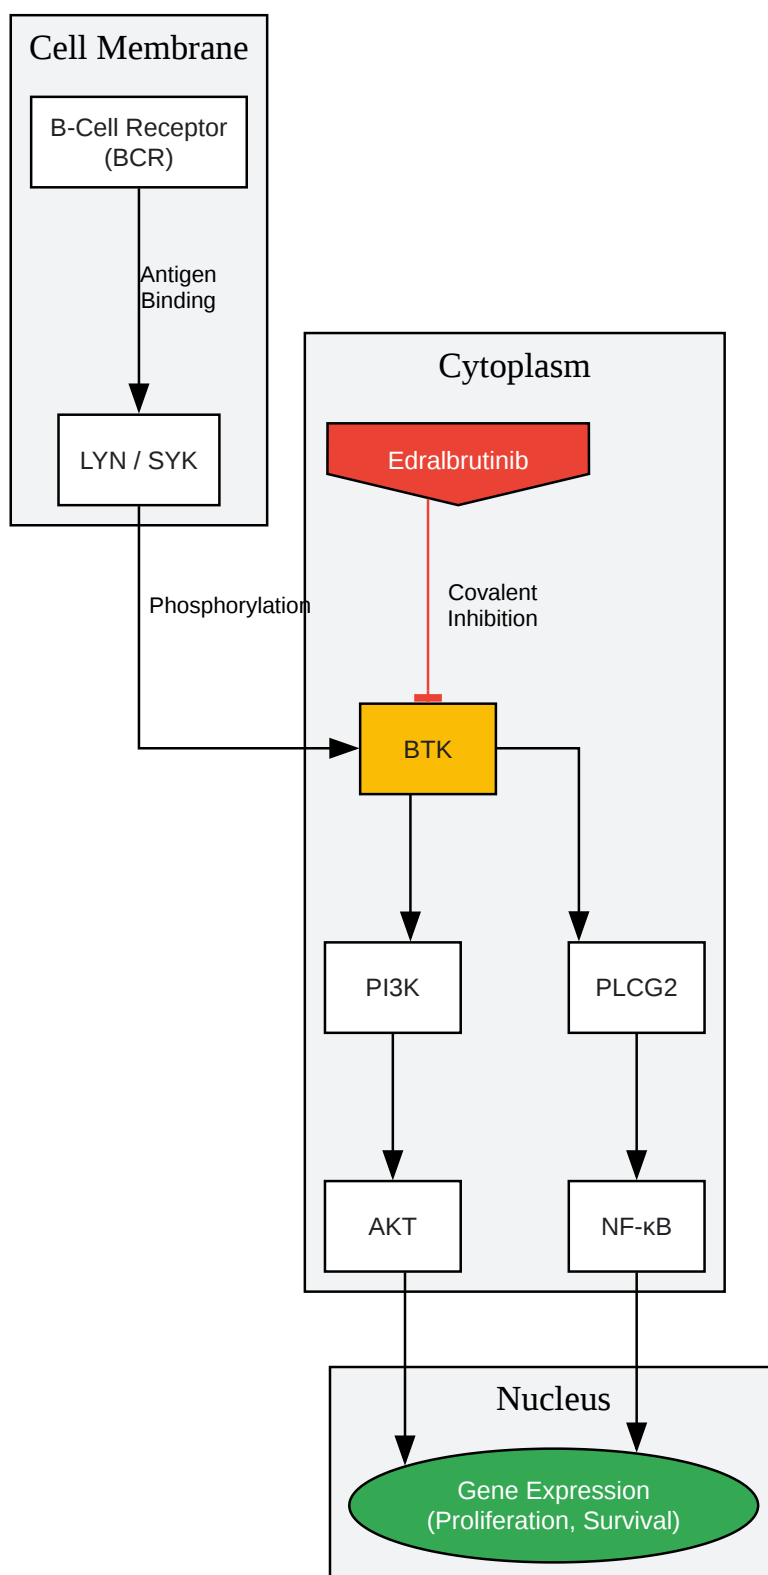 Cell Membrane
B-Cell Receptor
(BCR)
Antigen
Binding
LYN / SYK
Phosphorylation
Cytoplasm
Edralbrutinib
Covalent
Inhibition
BTK
PI3K
PLCG2
AKT
NF-κB
Nucleus
Gene Expression
(Proliferation, Survival)